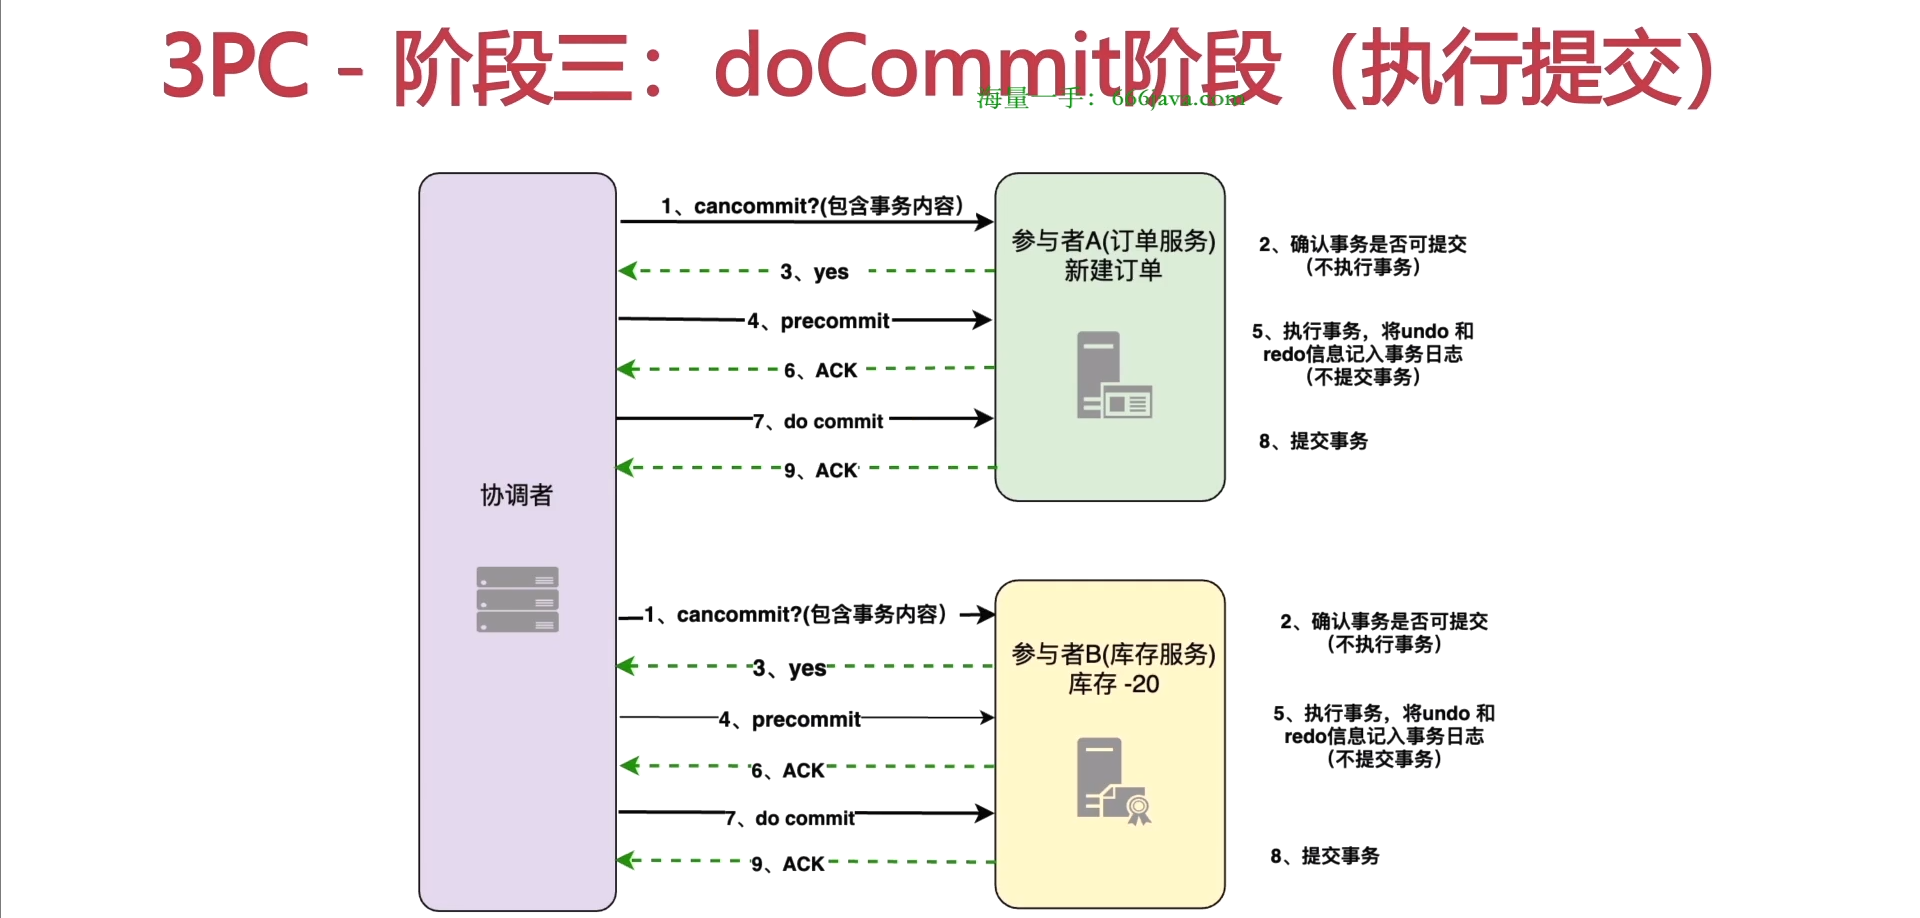 3PC - 阶段三：doCommit阶段（执行提交）
海量一手：666java.com
协调者
1、cancommit?(包含事务内容）
3、yes
4、precommit
6、ACK
7、do commit
9、ACK
参与者A(订单服务)
新建订单
2、确认事务是否可提交
（不执行事务）
5、执行事务，将undo 和
redo信息记入事务日志
（不提交事务）
8、提交事务
1、cancommit?(包含事务内容）
3、yes
4、precommit
6、ACK
7、do commit
9、ACK
参与者B(库存服务)
库存 -20
2、确认事务是否可提交
（不执行事务）
5、执行事务，将undo 和
redo信息记入事务日志
（不提交事务）
8、提交事务